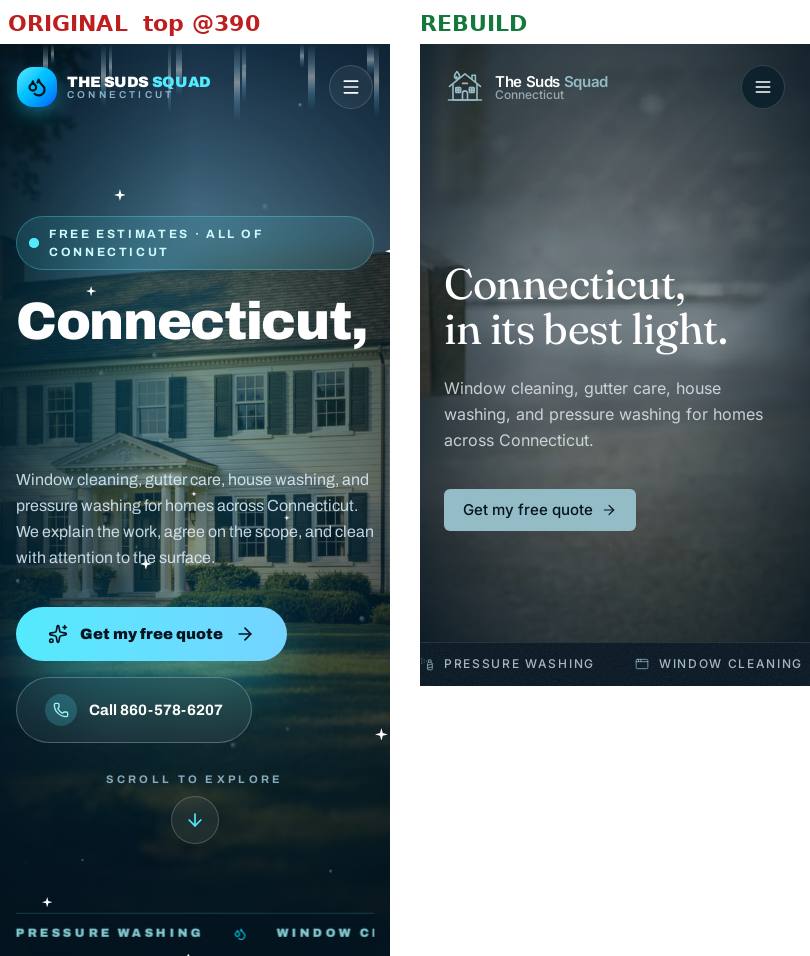 ORIGINAL top @390
THE SUDS SQUAD
CONNECTICUT
FREE ESTIMATES · ALL OF
CONNECTICUT
Connecticut,
Window cleaning, gutter care, house washing, and
pressure washing for homes across Connecticut.
We explain the work, agree on the scope, and clean
with attention to the surface.
Get my free quote
Call 860-578-6207
SCROLL TO EXPLORE
PRESSURE WASHING
WINDOW
REBUILD
The Suds Squad
Connecticut
Connecticut,
in its best light.
Window cleaning, gutter care, house
washing, and pressure washing for homes
across Connecticut.
Get my free quote
PRESSURE WASHING
WINDOW CLEANING